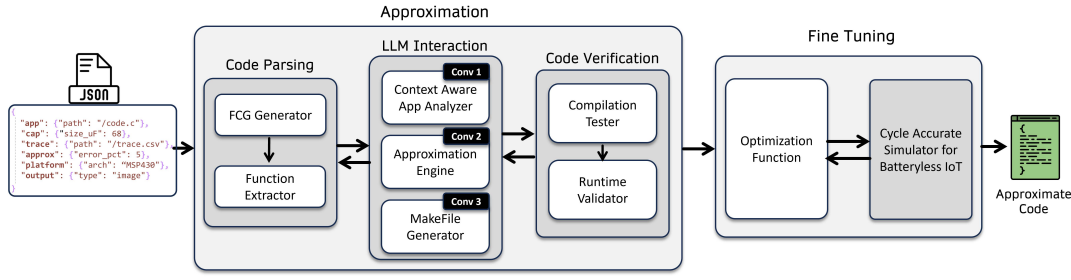 Approximation
Fine Tuning
JSON
{
"app": {"path": "/code.c"},
"cap": {"size_uF": 68},
"trace": {"path": "/trace.csv"},
"approx": {"error_pct": 5},
"platform": {"arch": "MSP430"},
"output": {"type": "image"}
}
Code Parsing
FCG Generator
Function
Extractor
LLM Interaction
Conv 1
Context Aware
App Analyzer
Conv 2
Approximation
Engine
Conv 3
MakeFile
Generator
Code Verification
Compilation
Tester
Runtime
Validator
Optimization
Function
Cycle Accurate
Simulator for
Batteryless IoT
{
}
Approximate
Code